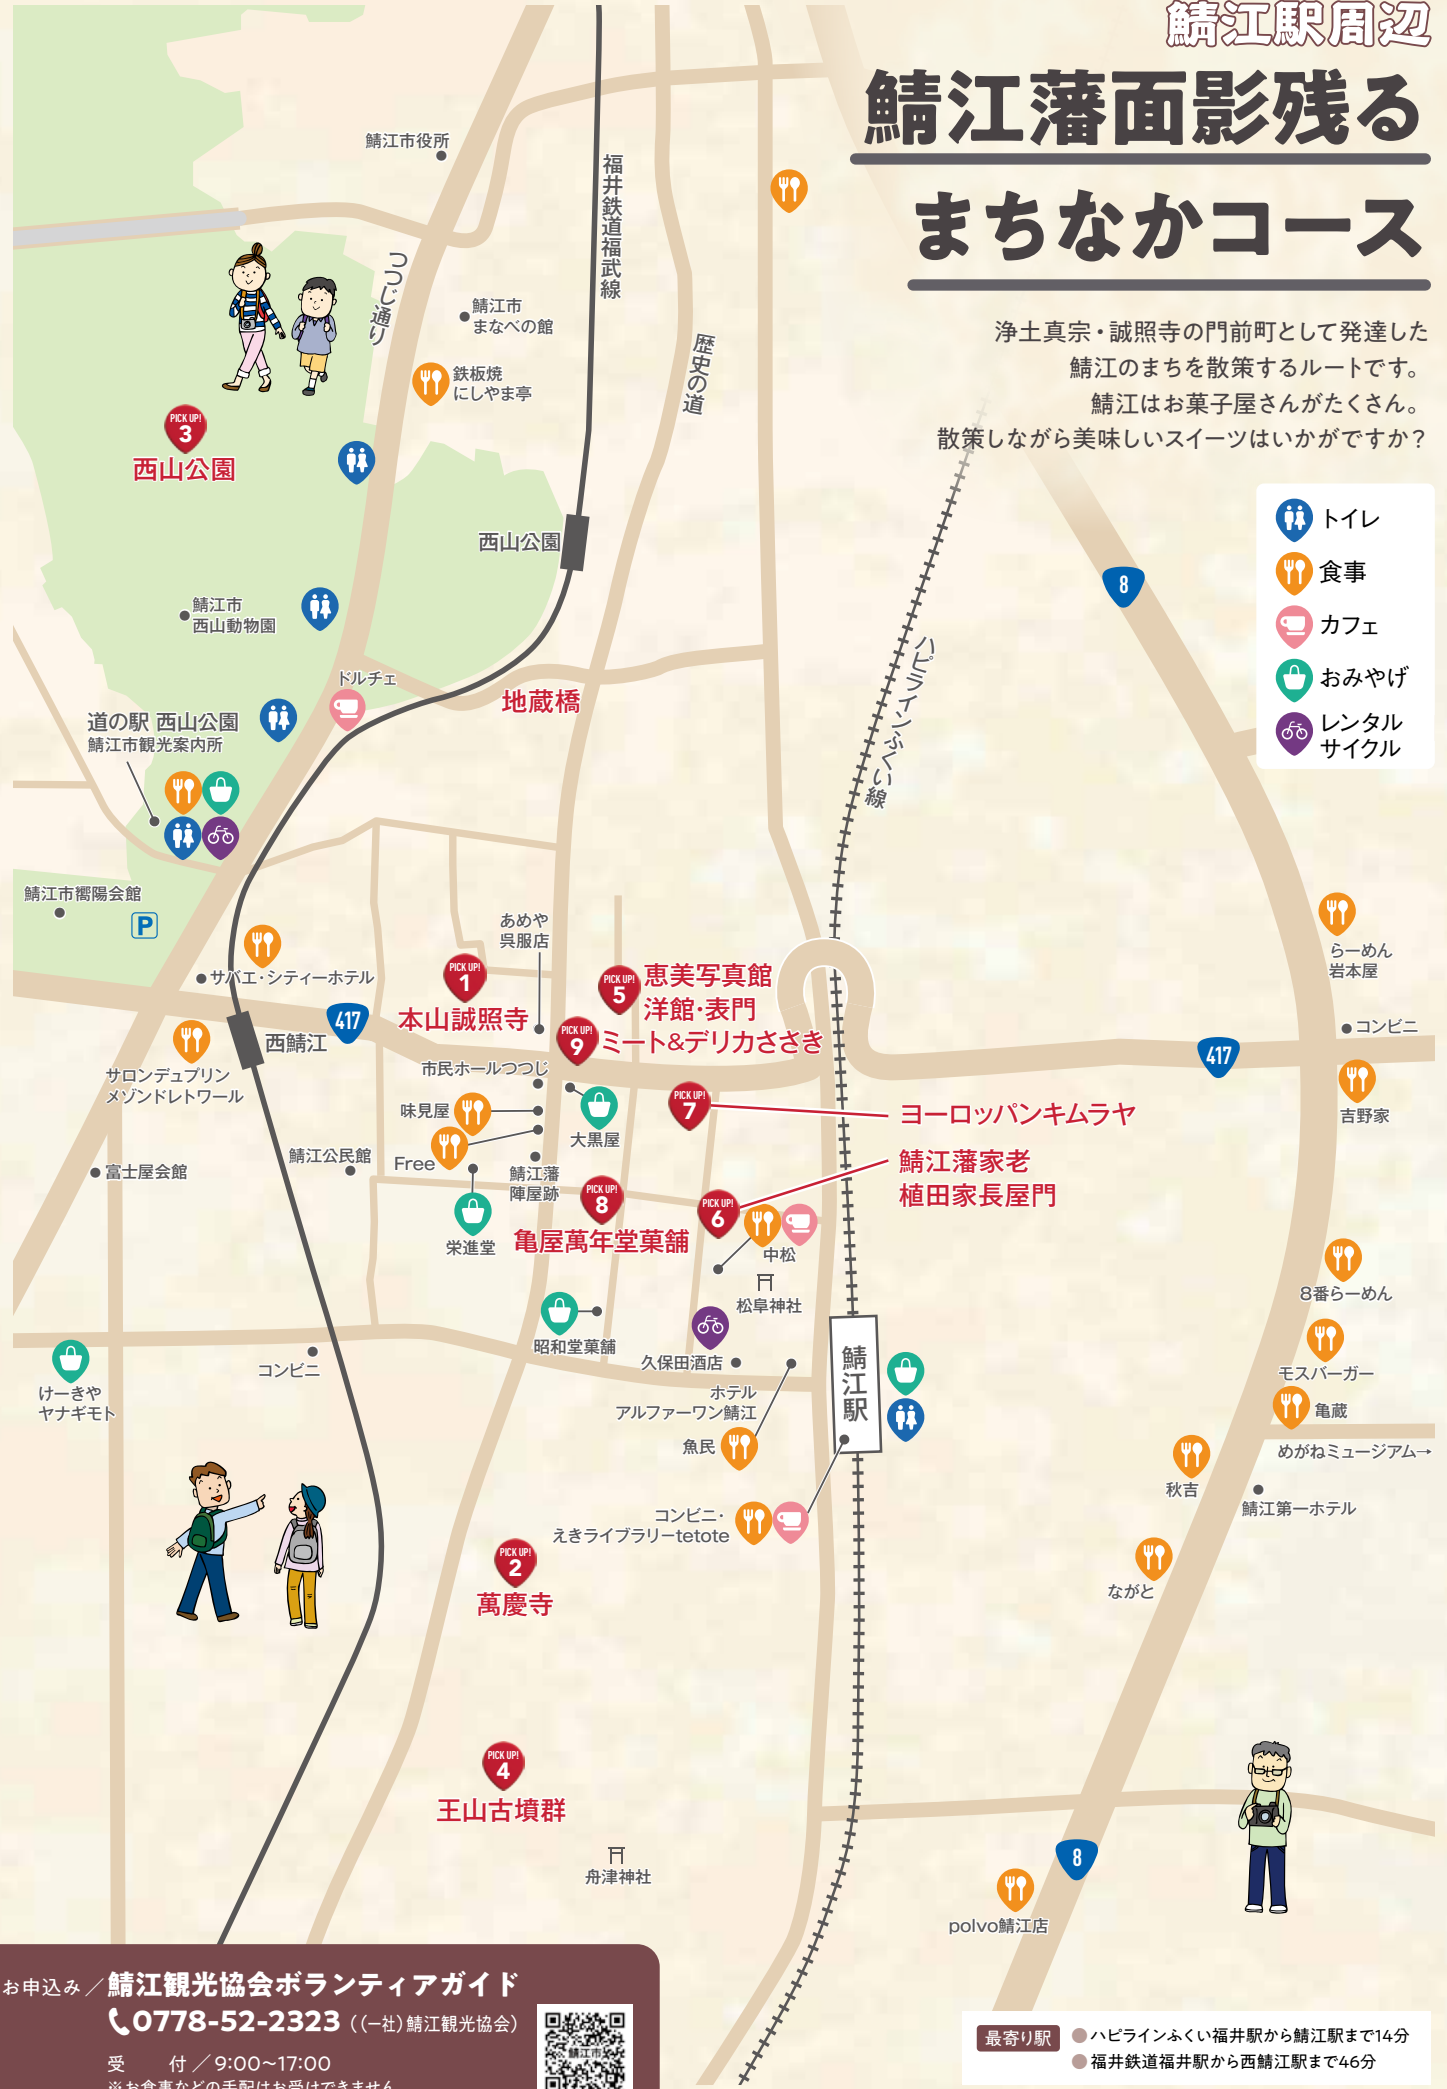 鯖江駅周辺
鯖江藩面影残る
まちなかコース
浄土真宗・誠照寺の門前町として発達した
鯖江のまちを散策するルートです。
鯖江はお菓子屋さんがたくさん。
散策しながら美味しいスイーツはいかがですか？
トイレ
食事
カフェ
おみやげ
レンタル
サイクル
鯖江市役所
福井鉄道福武線
つつじ通り
鯖江市
まなべの館
鉄板焼
にしやま亭
歴史の道
PICK UP!
3
西山公園
西山公園
8
鯖江市
西山動物園
ハピラインふくい線
ドルチェ
地蔵橋
道の駅 西山公園
鯖江市観光案内所
鯖江市嚮陽会館
P
あめや
呉服店
サバエ・シティーホテル
PICK UP!
1
本山誠照寺
PICK UP!
5
恵美写真館
洋館・表門
PICK UP!
9
ミート&デリカささき
らーめん
岩本屋
コンビニ
417
西鯖江
417
サロンデュブリン
メゾンドレトワール
市民ホールつつじ
味見屋
Free
大黒屋
PICK UP!
7
ヨーロッパンキムラヤ
吉野家
富士屋会館
鯖江公民館
鯖江藩
陣屋跡
PICK UP!
8
亀屋萬年堂菓舗
PICK UP!
6
鯖江藩家老
植田家長屋門
栄進堂
中松
松阜神社
8番らーめん
昭和堂菓舗
久保田酒店
鯖江駅
モスバーガー
けーきや
ヤナギモト
コンビニ
ホテル
アルファーワン鯖江
魚民
亀蔵
めがねミュージアム→
秋吉
鯖江第一ホテル
コンビニ・
えきライブラリーtetote
PICK UP!
2
萬慶寺
ながと
PICK UP!
4
王山古墳群
舟津神社
8
polvo鯖江店
お申込み／鯖江観光協会ボランティアガイド
0778-52-2323（(一社)鯖江観光協会）
受　付／9:00~17:00
※お食事などの手配はお受けできません
鯖江市
最寄り駅
●ハピラインふくい福井駅から鯖江駅まで14分
●福井鉄道福井駅から西鯖江駅まで46分